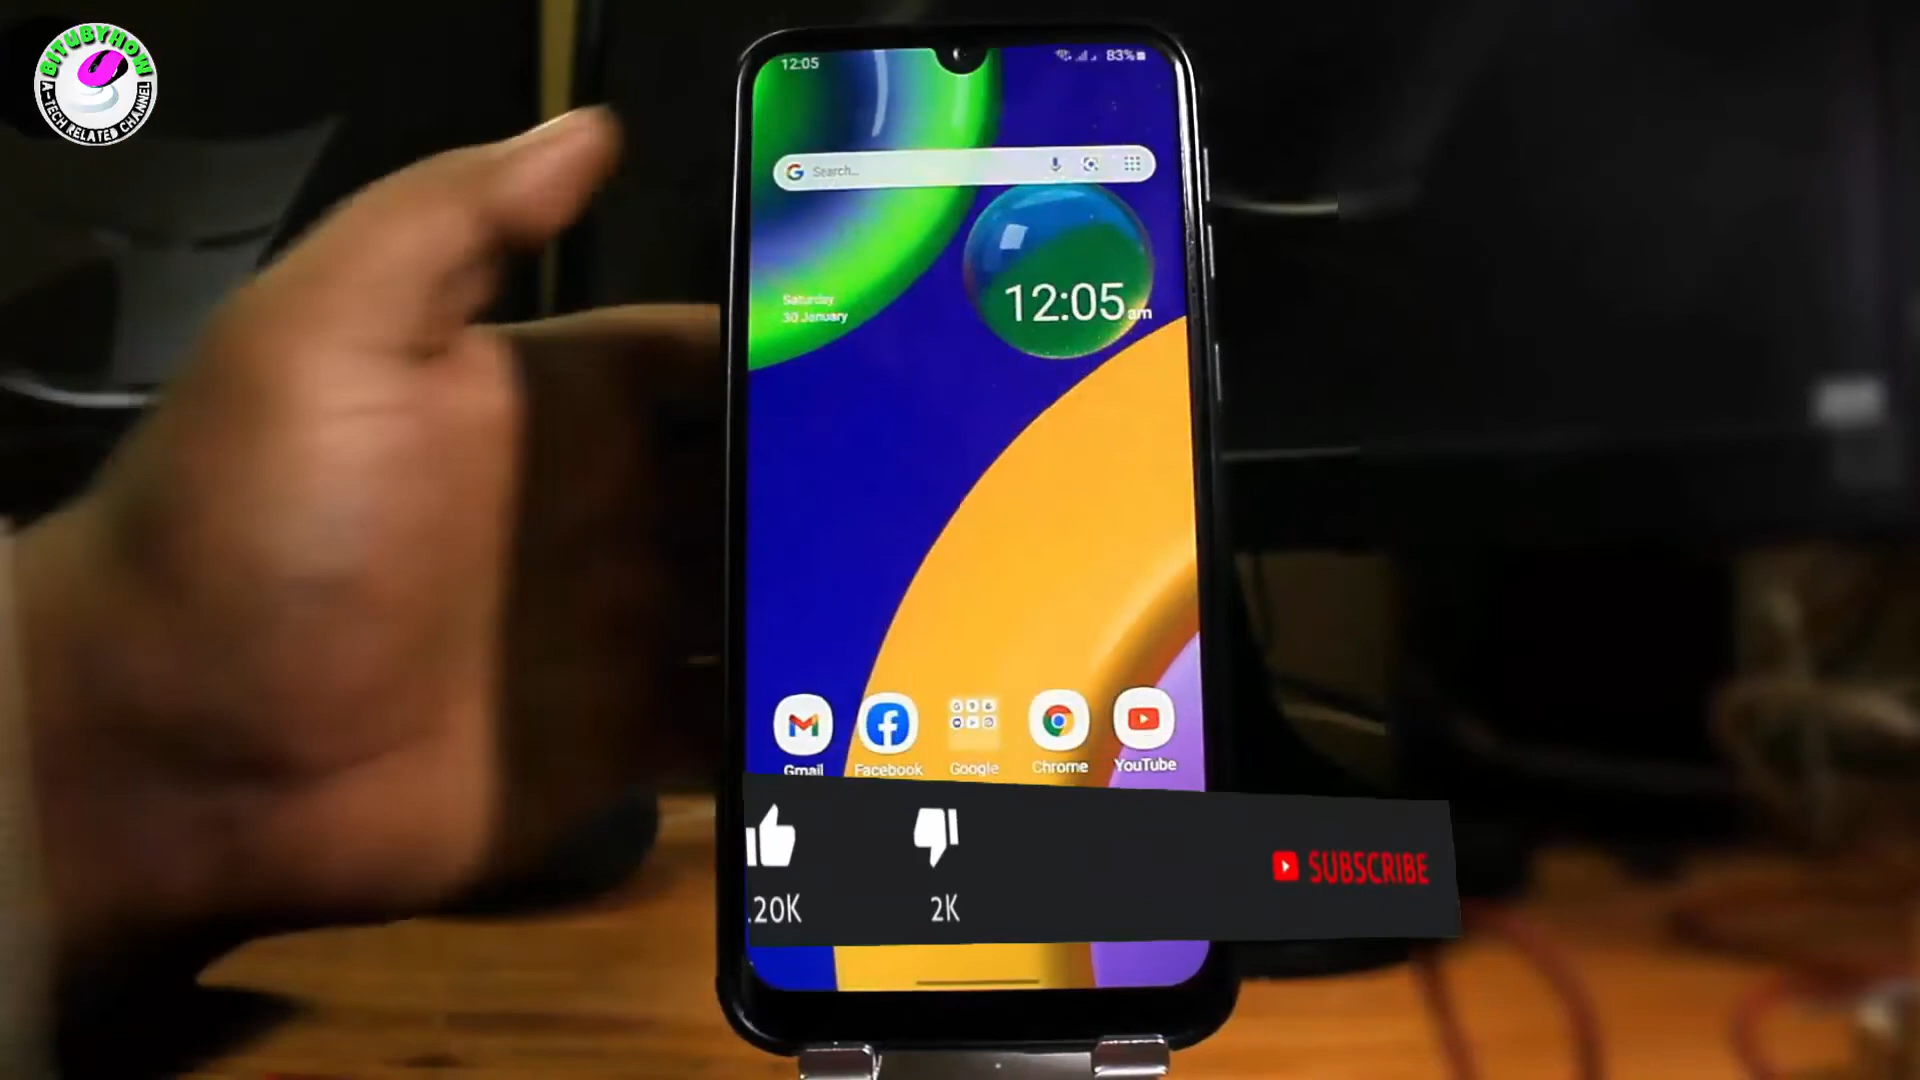 BITUBYHOW
A-TECH RELATED CHANNEL
12:05
83%
Search...
12:05 am
Saturday
30 January
Gmail
Facebook
Google
Chrome
YouTube
.20K
2K
SUBSCRIBE